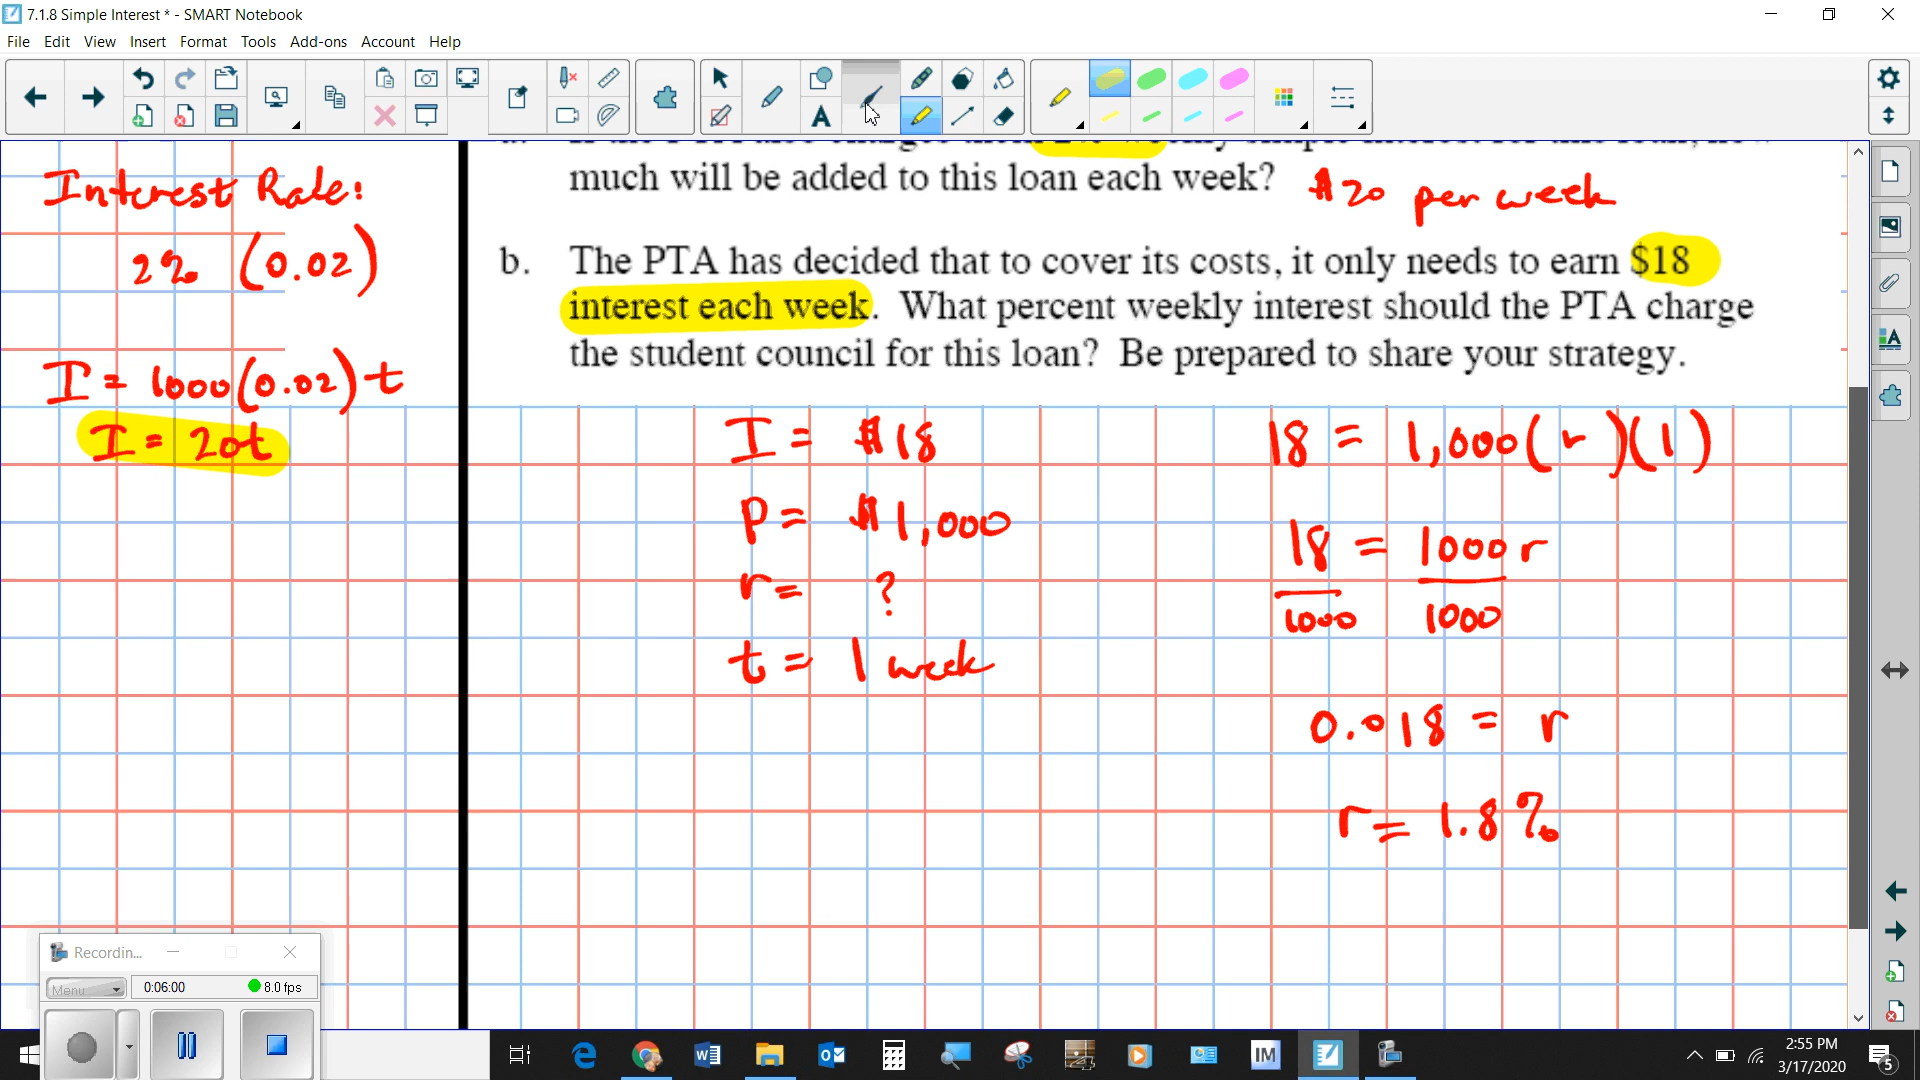 7.1.8 Simple Interest * - SMART Notebook
File Edit View Insert Format Tools Add-ons Account Help
much will be added to this loan each week? $20 per week
b. The PTA has decided that to cover its costs, it only needs to earn $18
interest each week. What percent weekly interest should the PTA charge
the student council for this loan? Be prepared to share your strategy.
Interest Rate:
2% (0.02)
I = 1000(0.02)t
I = 20t
I = $18
P = $1,000
r = ?
t = 1 week
18 = 1,000(r)(1)
18 = 1000r
1000 1000
0.018 = r
r = 1.8%
Recordin...
Menu 0:06:00 8.0 fps
IM
2:55 PM
3/17/2020
5